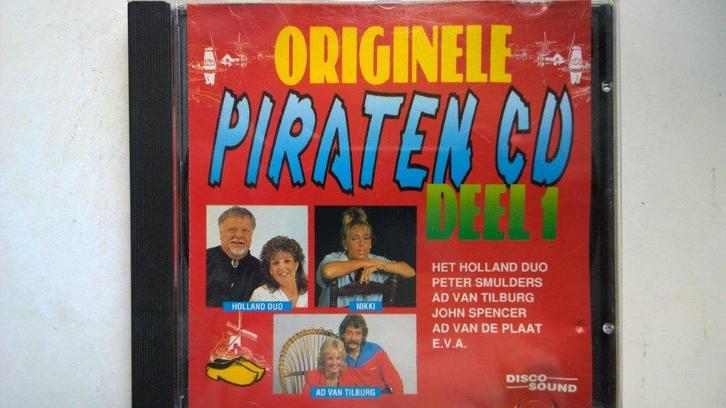 ORIGINELE
PIRATEN CD
DEEL 1
HOLLAND DUO
NIKKI
AD VAN TILBURG
HET HOLLAND DUO
PETER SMULDERS
AD VAN TILBURG
JOHN SPENCER
AD VAN DE PLAAT
E.V.A.
DISCO
SOUND